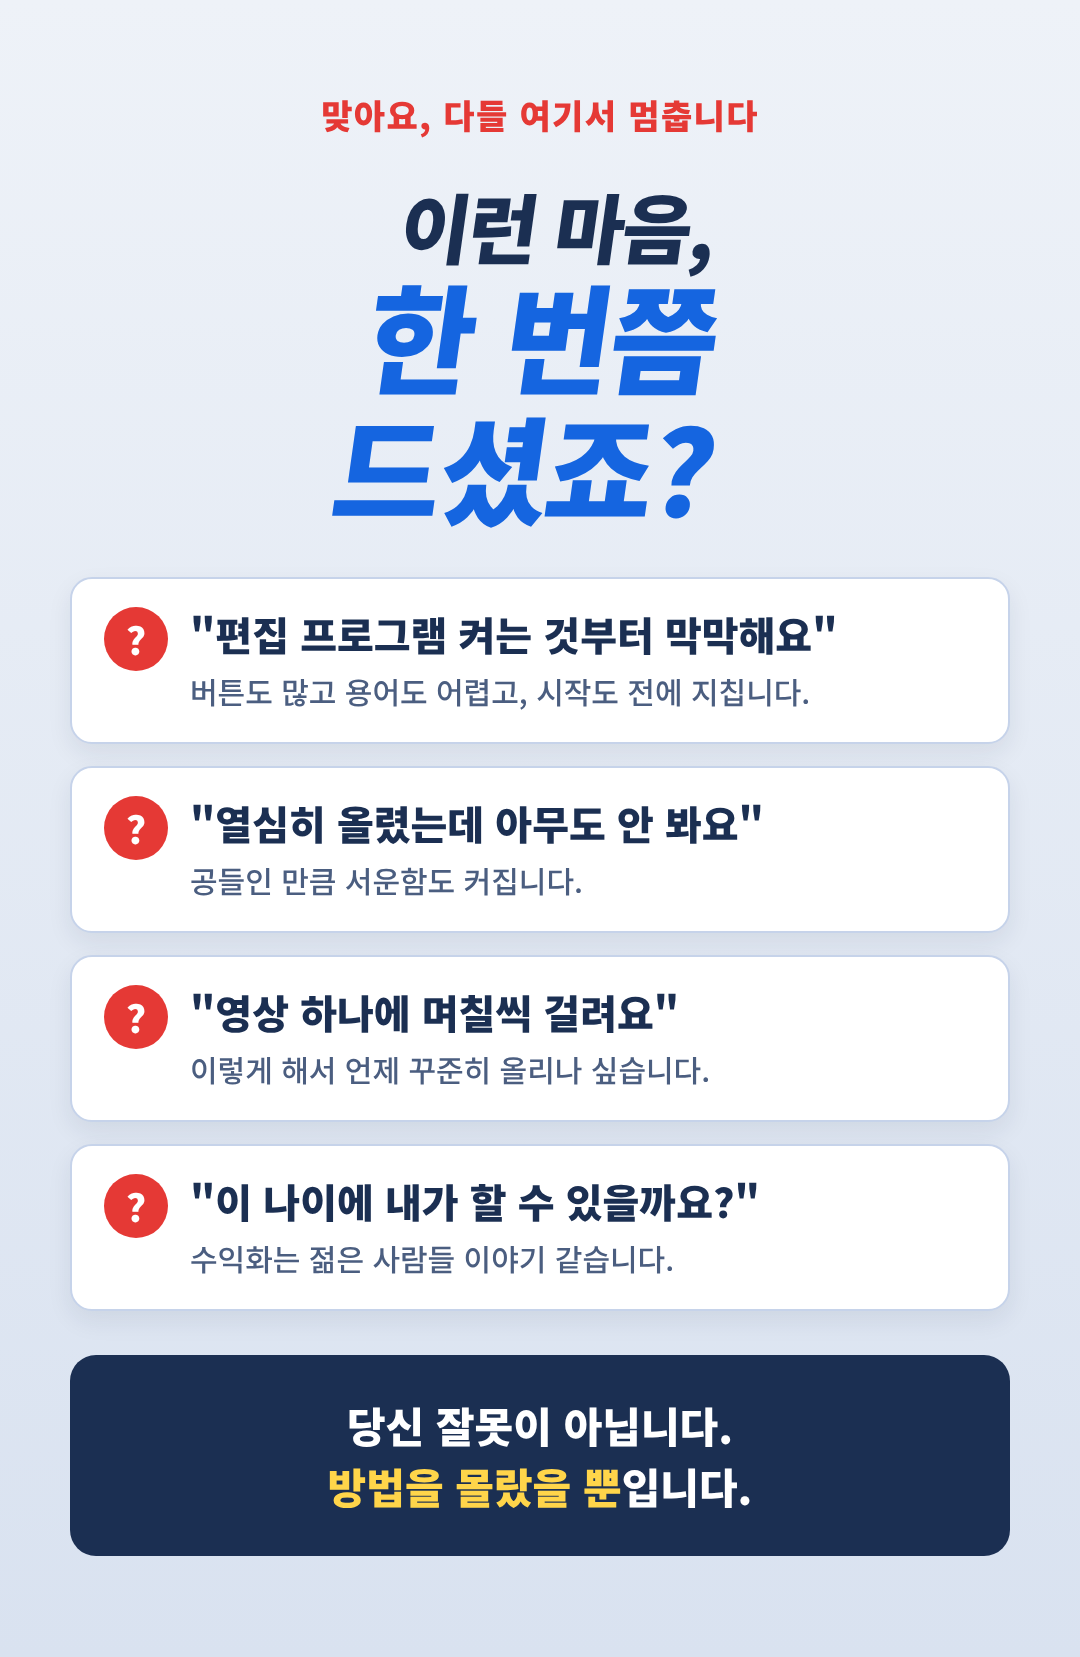 맞아요, 다들 여기서 멈춥니다
이런 마음,
한 번쯤
드셨죠?
? "편집 프로그램 켜는 것부터 막막해요"
버튼도 많고 용어도 어렵고, 시작도 전에 지칩니다.
? "열심히 올렸는데 아무도 안 봐요"
공들인 만큼 서운함도 커집니다.
? "영상 하나에 며칠씩 걸려요"
이렇게 해서 언제 꾸준히 올리나 싶습니다.
? "이 나이에 내가 할 수 있을까요?"
수익화는 젊은 사람들 이야기 같습니다.
당신 잘못이 아닙니다.
방법을 몰랐을 뿐입니다.